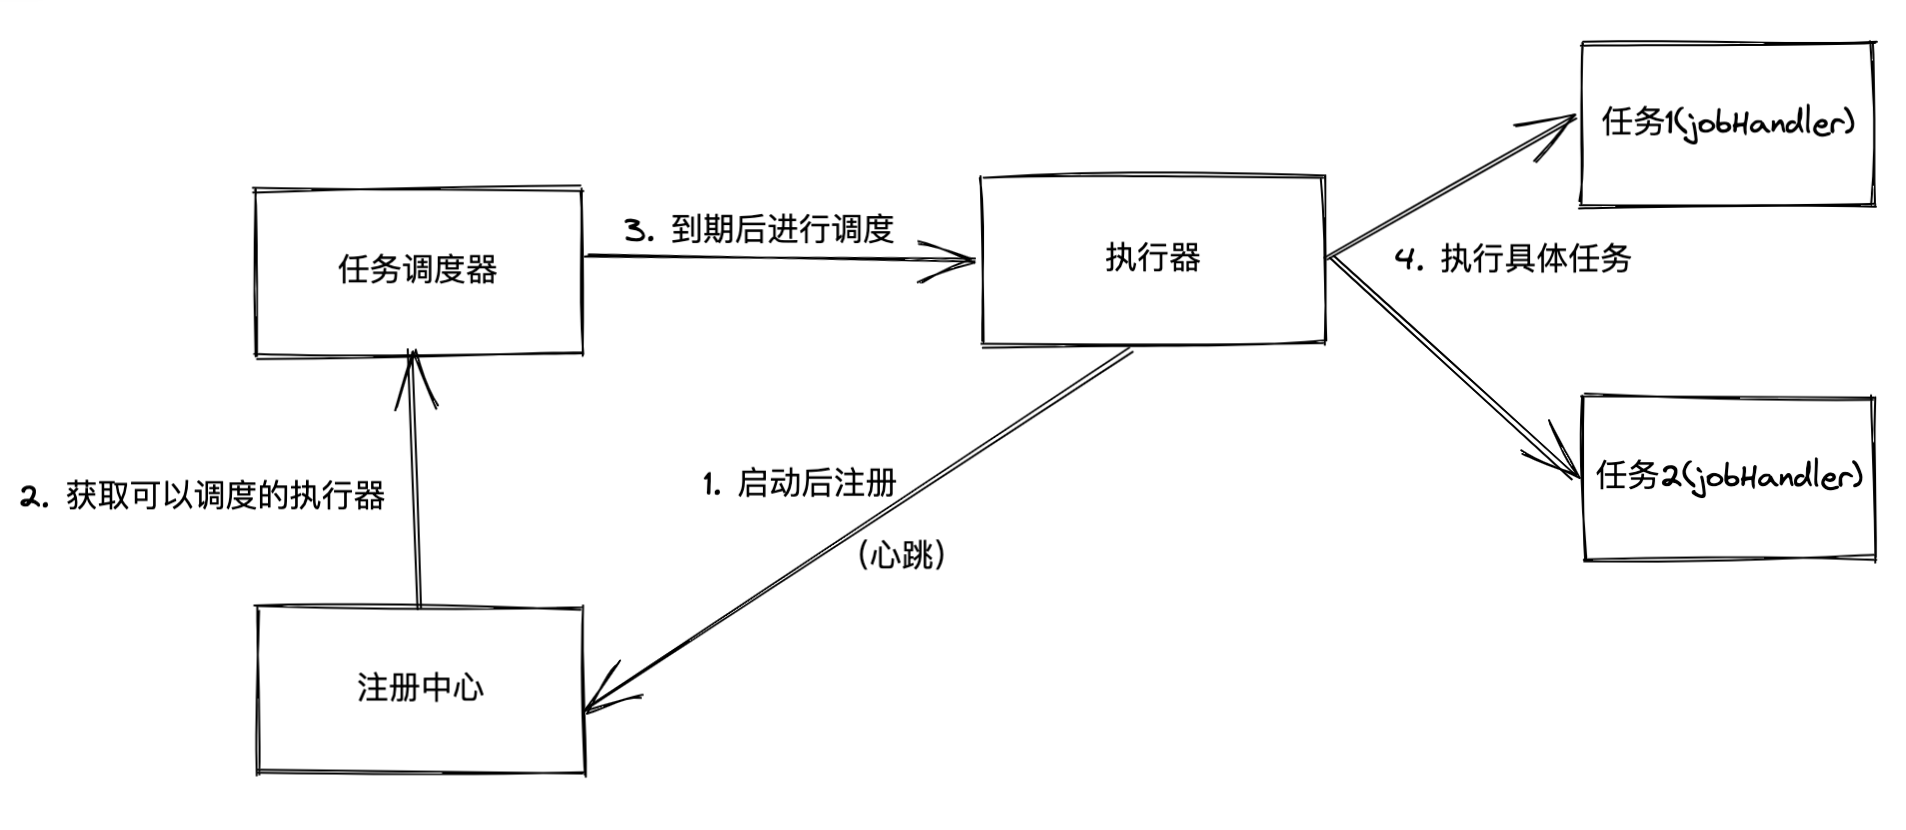 任务1(jobHandler)
3. 到期后进行调度
任务调度器
执行器
4. 执行具体任务
2. 获取可以调度的执行器
1. 启动后注册
(心跳)
任务2(jobHandler)
注册中心